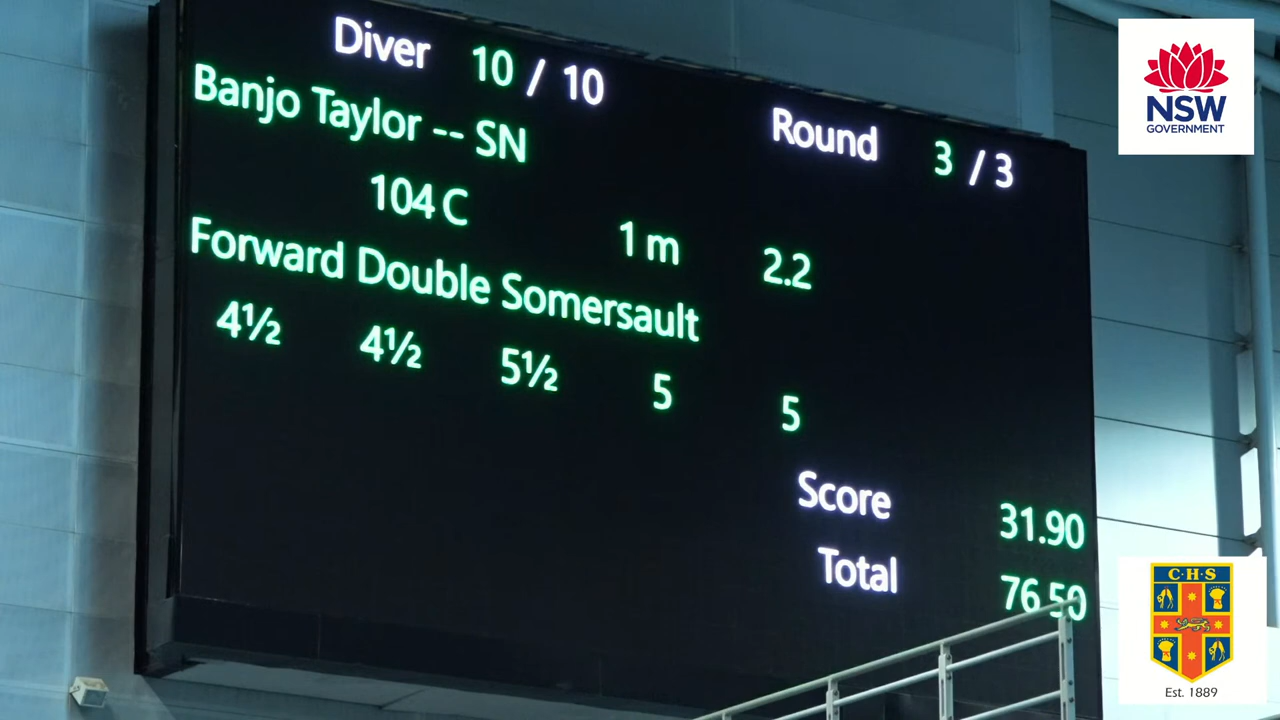 Diver 10 / 10
Banjo Taylor -- SN
Round 3 / 3
104 C 1 m 2.2
Forward Double Somersault
4½ 4½ 5½ 5 5
Score 31.90
Total 76.50
NSW
GOVERNMENT
C·H·S
Est. 1889